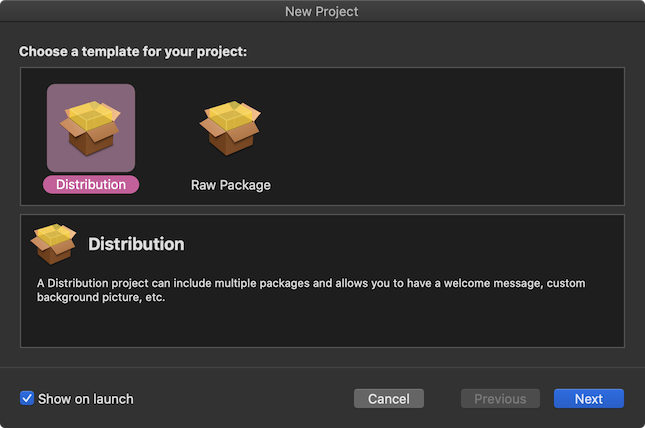 New Project
Choose a template for your project:
Distribution
Raw Package
Distribution
A Distribution project can include multiple packages and allows you to have a welcome message, custom
background picture, etc.
Show on launch
Cancel
Previous
Next